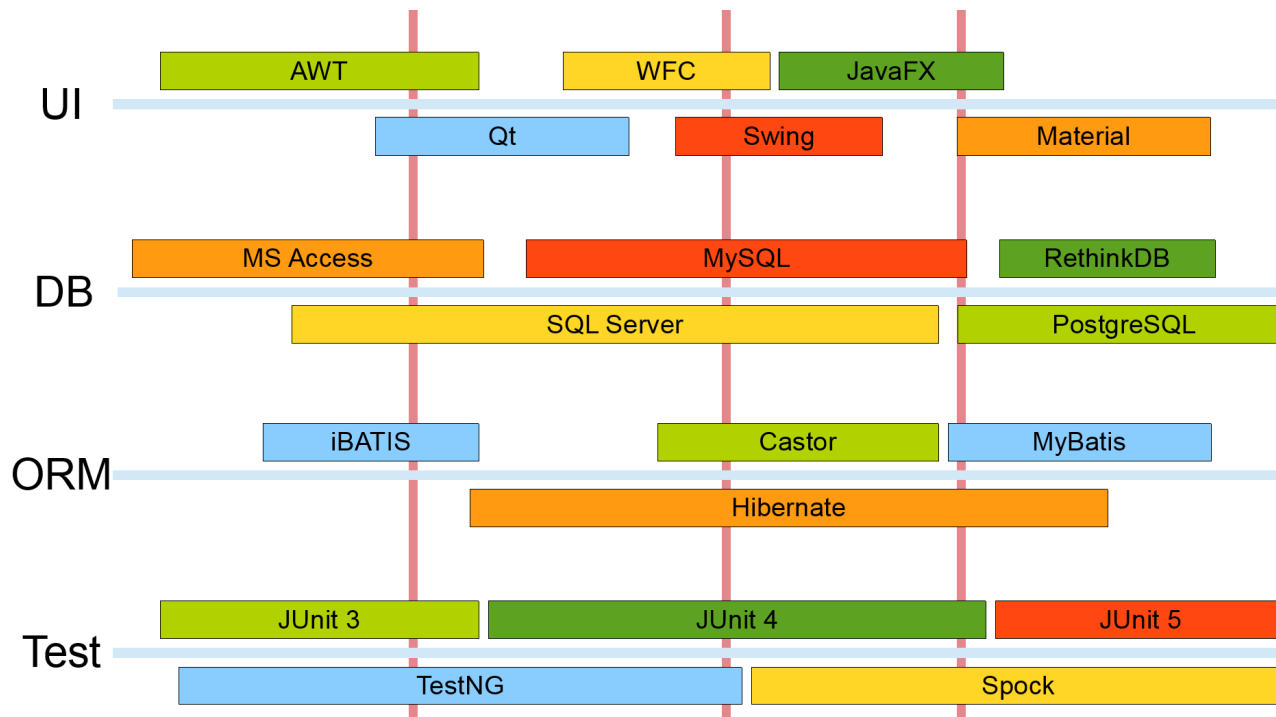 AWT
WFC
JavaFX
UI
Qt
Swing
Material
MS Access
MySQL
RethinkDB
DB
SQL Server
PostgreSQL
iBATIS
Castor
MyBatis
ORM
Hibernate
JUnit 3
JUnit 4
JUnit 5
Test
TestNG
Spock